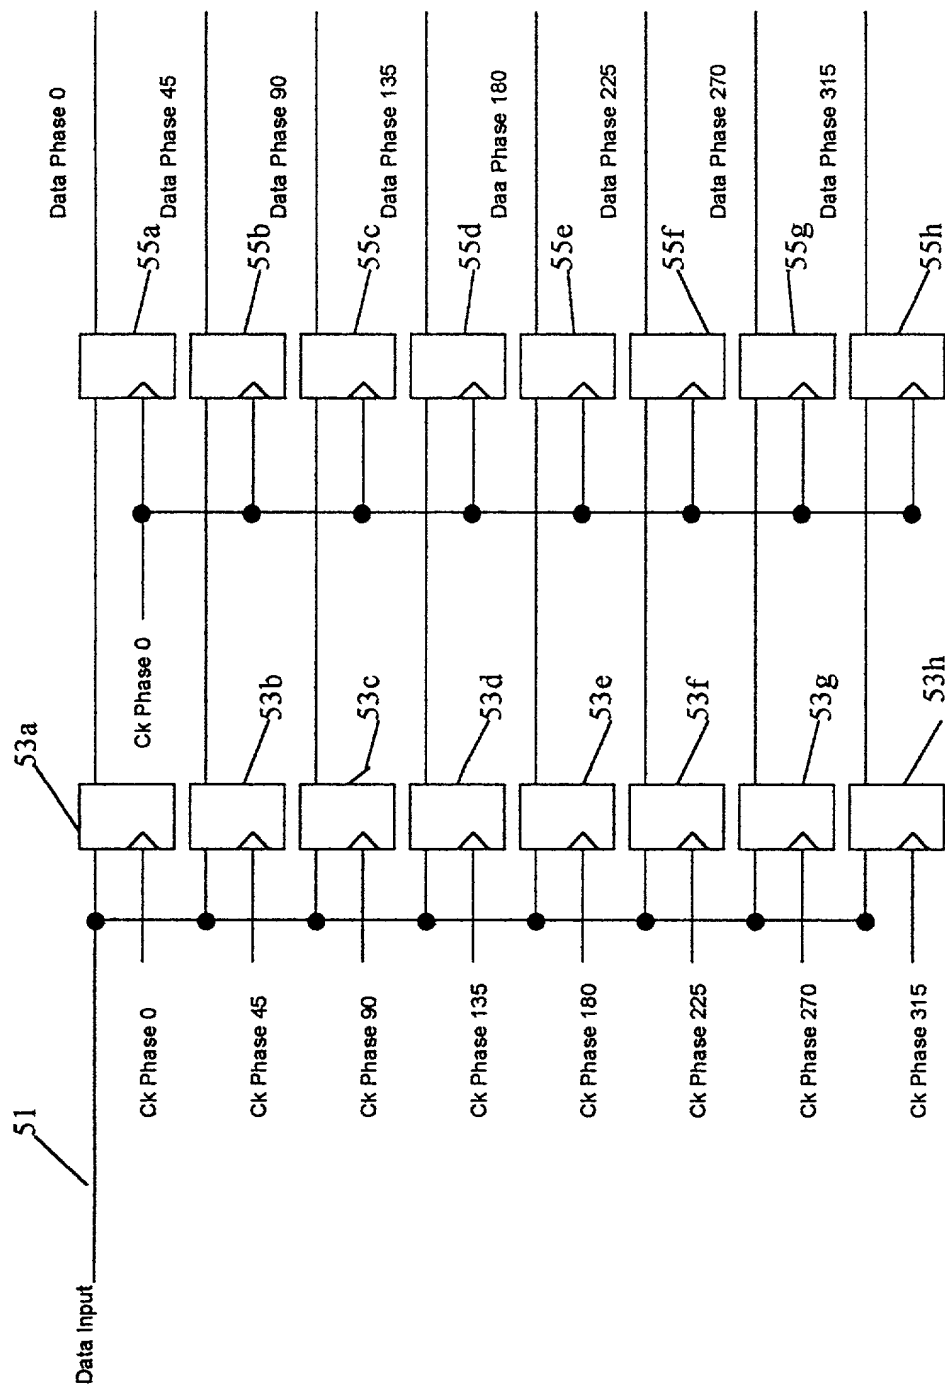 Data Input
51
Ck Phase 0
Ck Phase 45
Ck Phase 90
Ck Phase 135
Ck Phase 180
Ck Phase 225
Ck Phase 270
Ck Phase 315
53a
53b
53c
53d
53e
53f
53g
53h
Ck Phase 0
55a
55b
55c
55d
55e
55f
55g
55h
Data Phase 0
Data Phase 45
Data Phase 90
Data Phase 135
Daa Phase 180
Data Phase 225
Data Phase 270
Data Phase 315